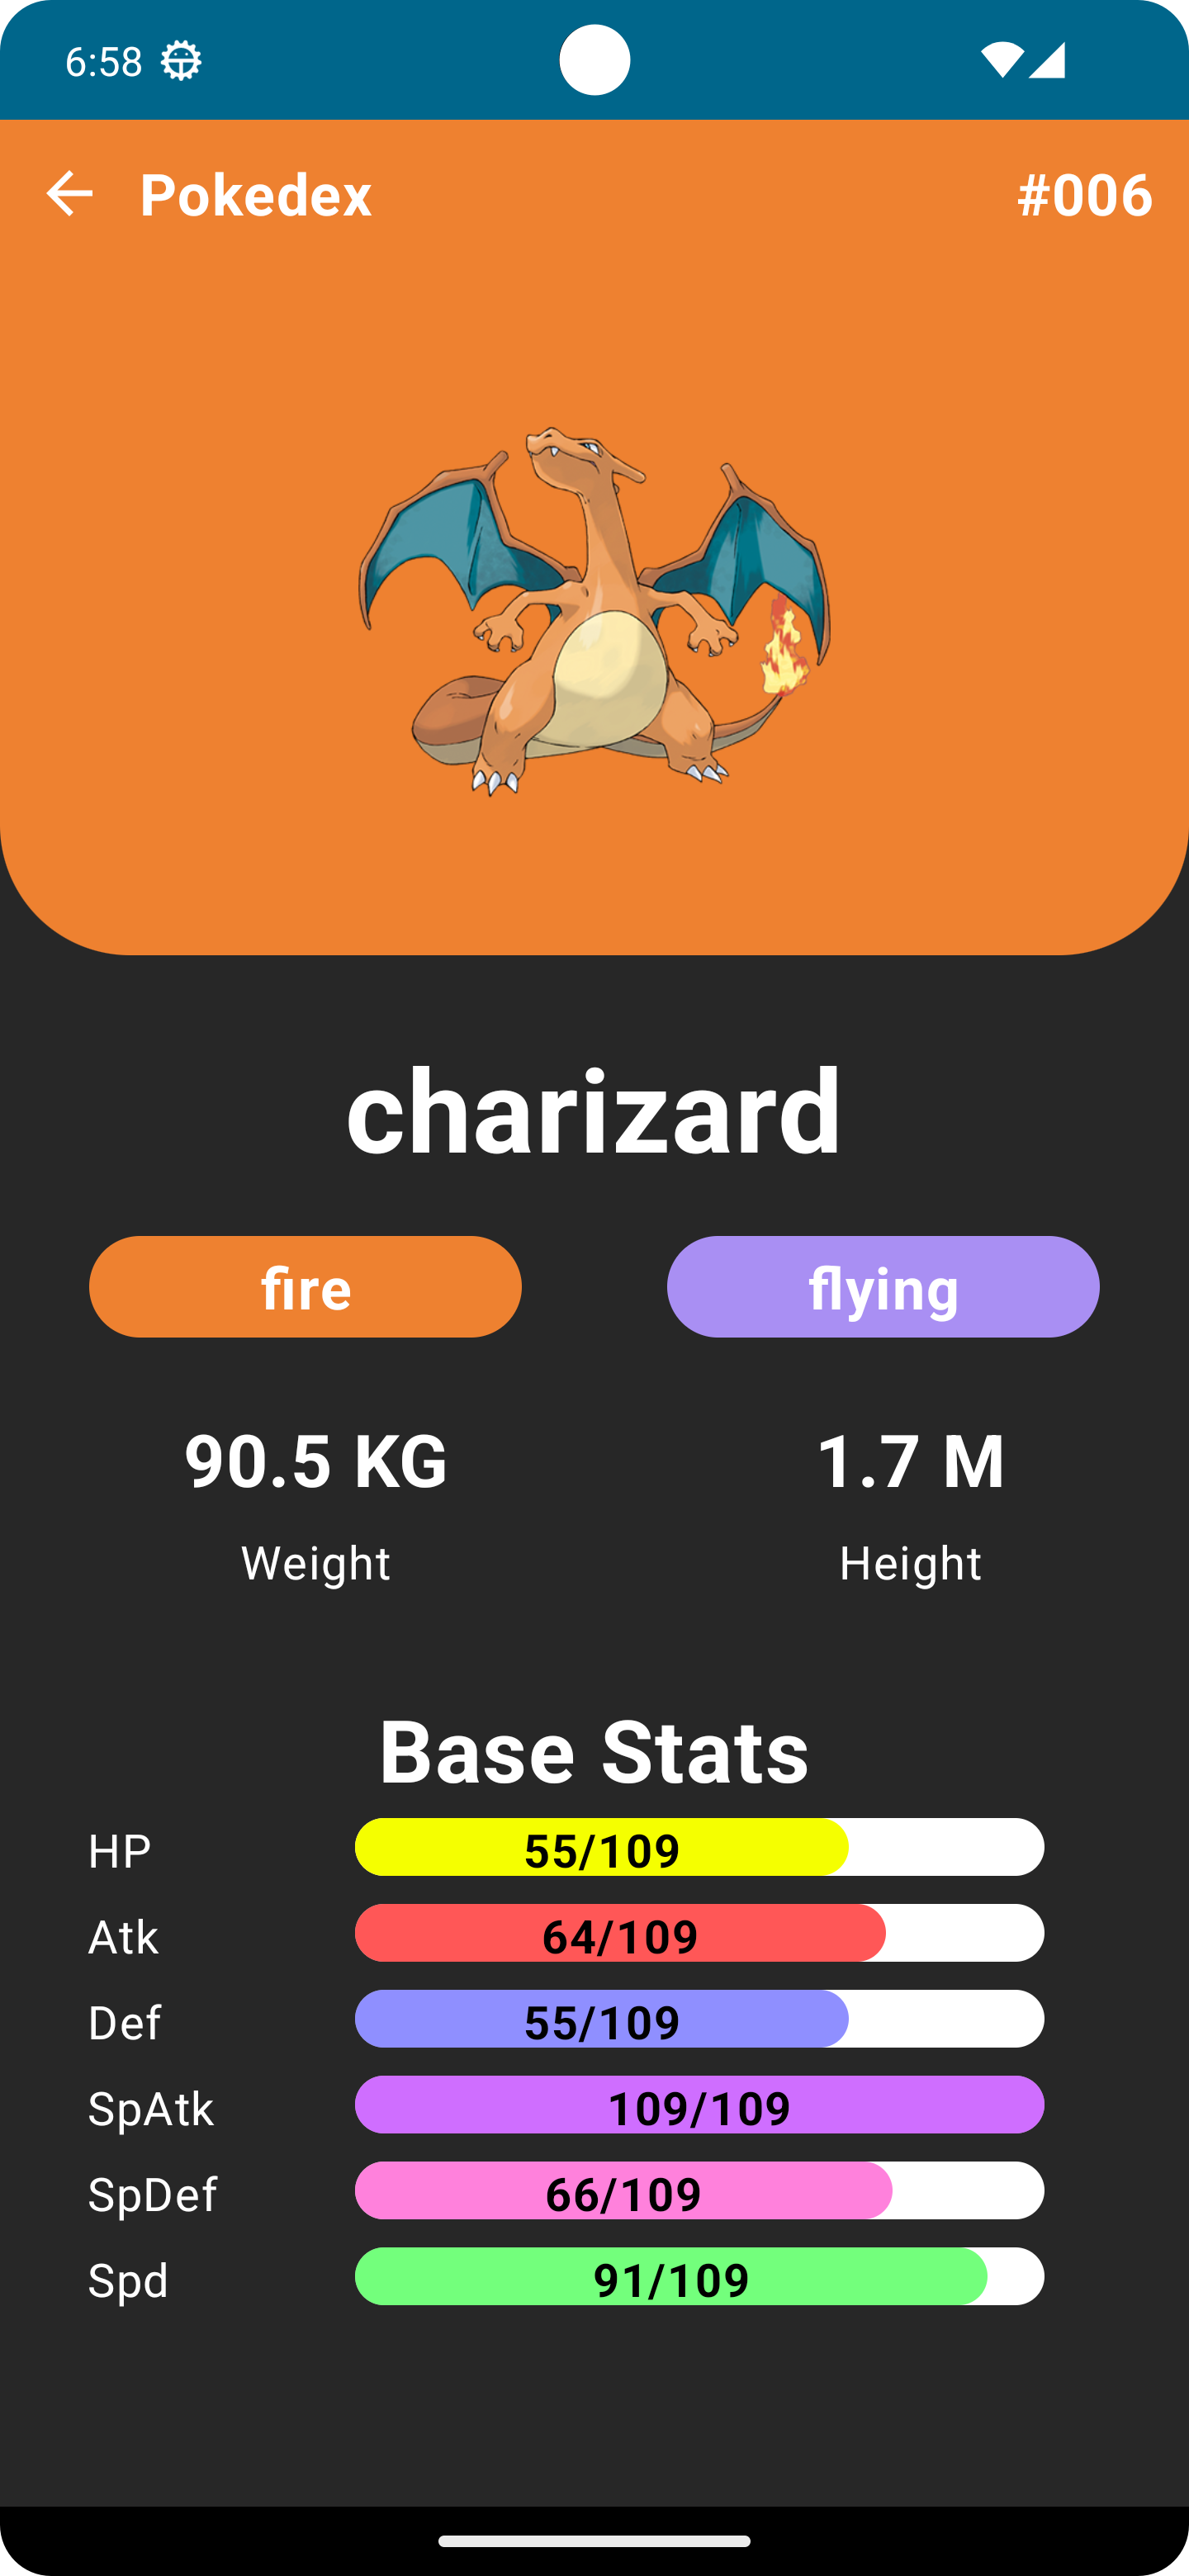 6:58
Pokedex #006
charizard
fire flying
90.5 KG 1.7 M
Weight Height
Base Stats
HP 55/109
Atk 64/109
Def 55/109
SpAtk 109/109
SpDef 66/109
Spd 91/109